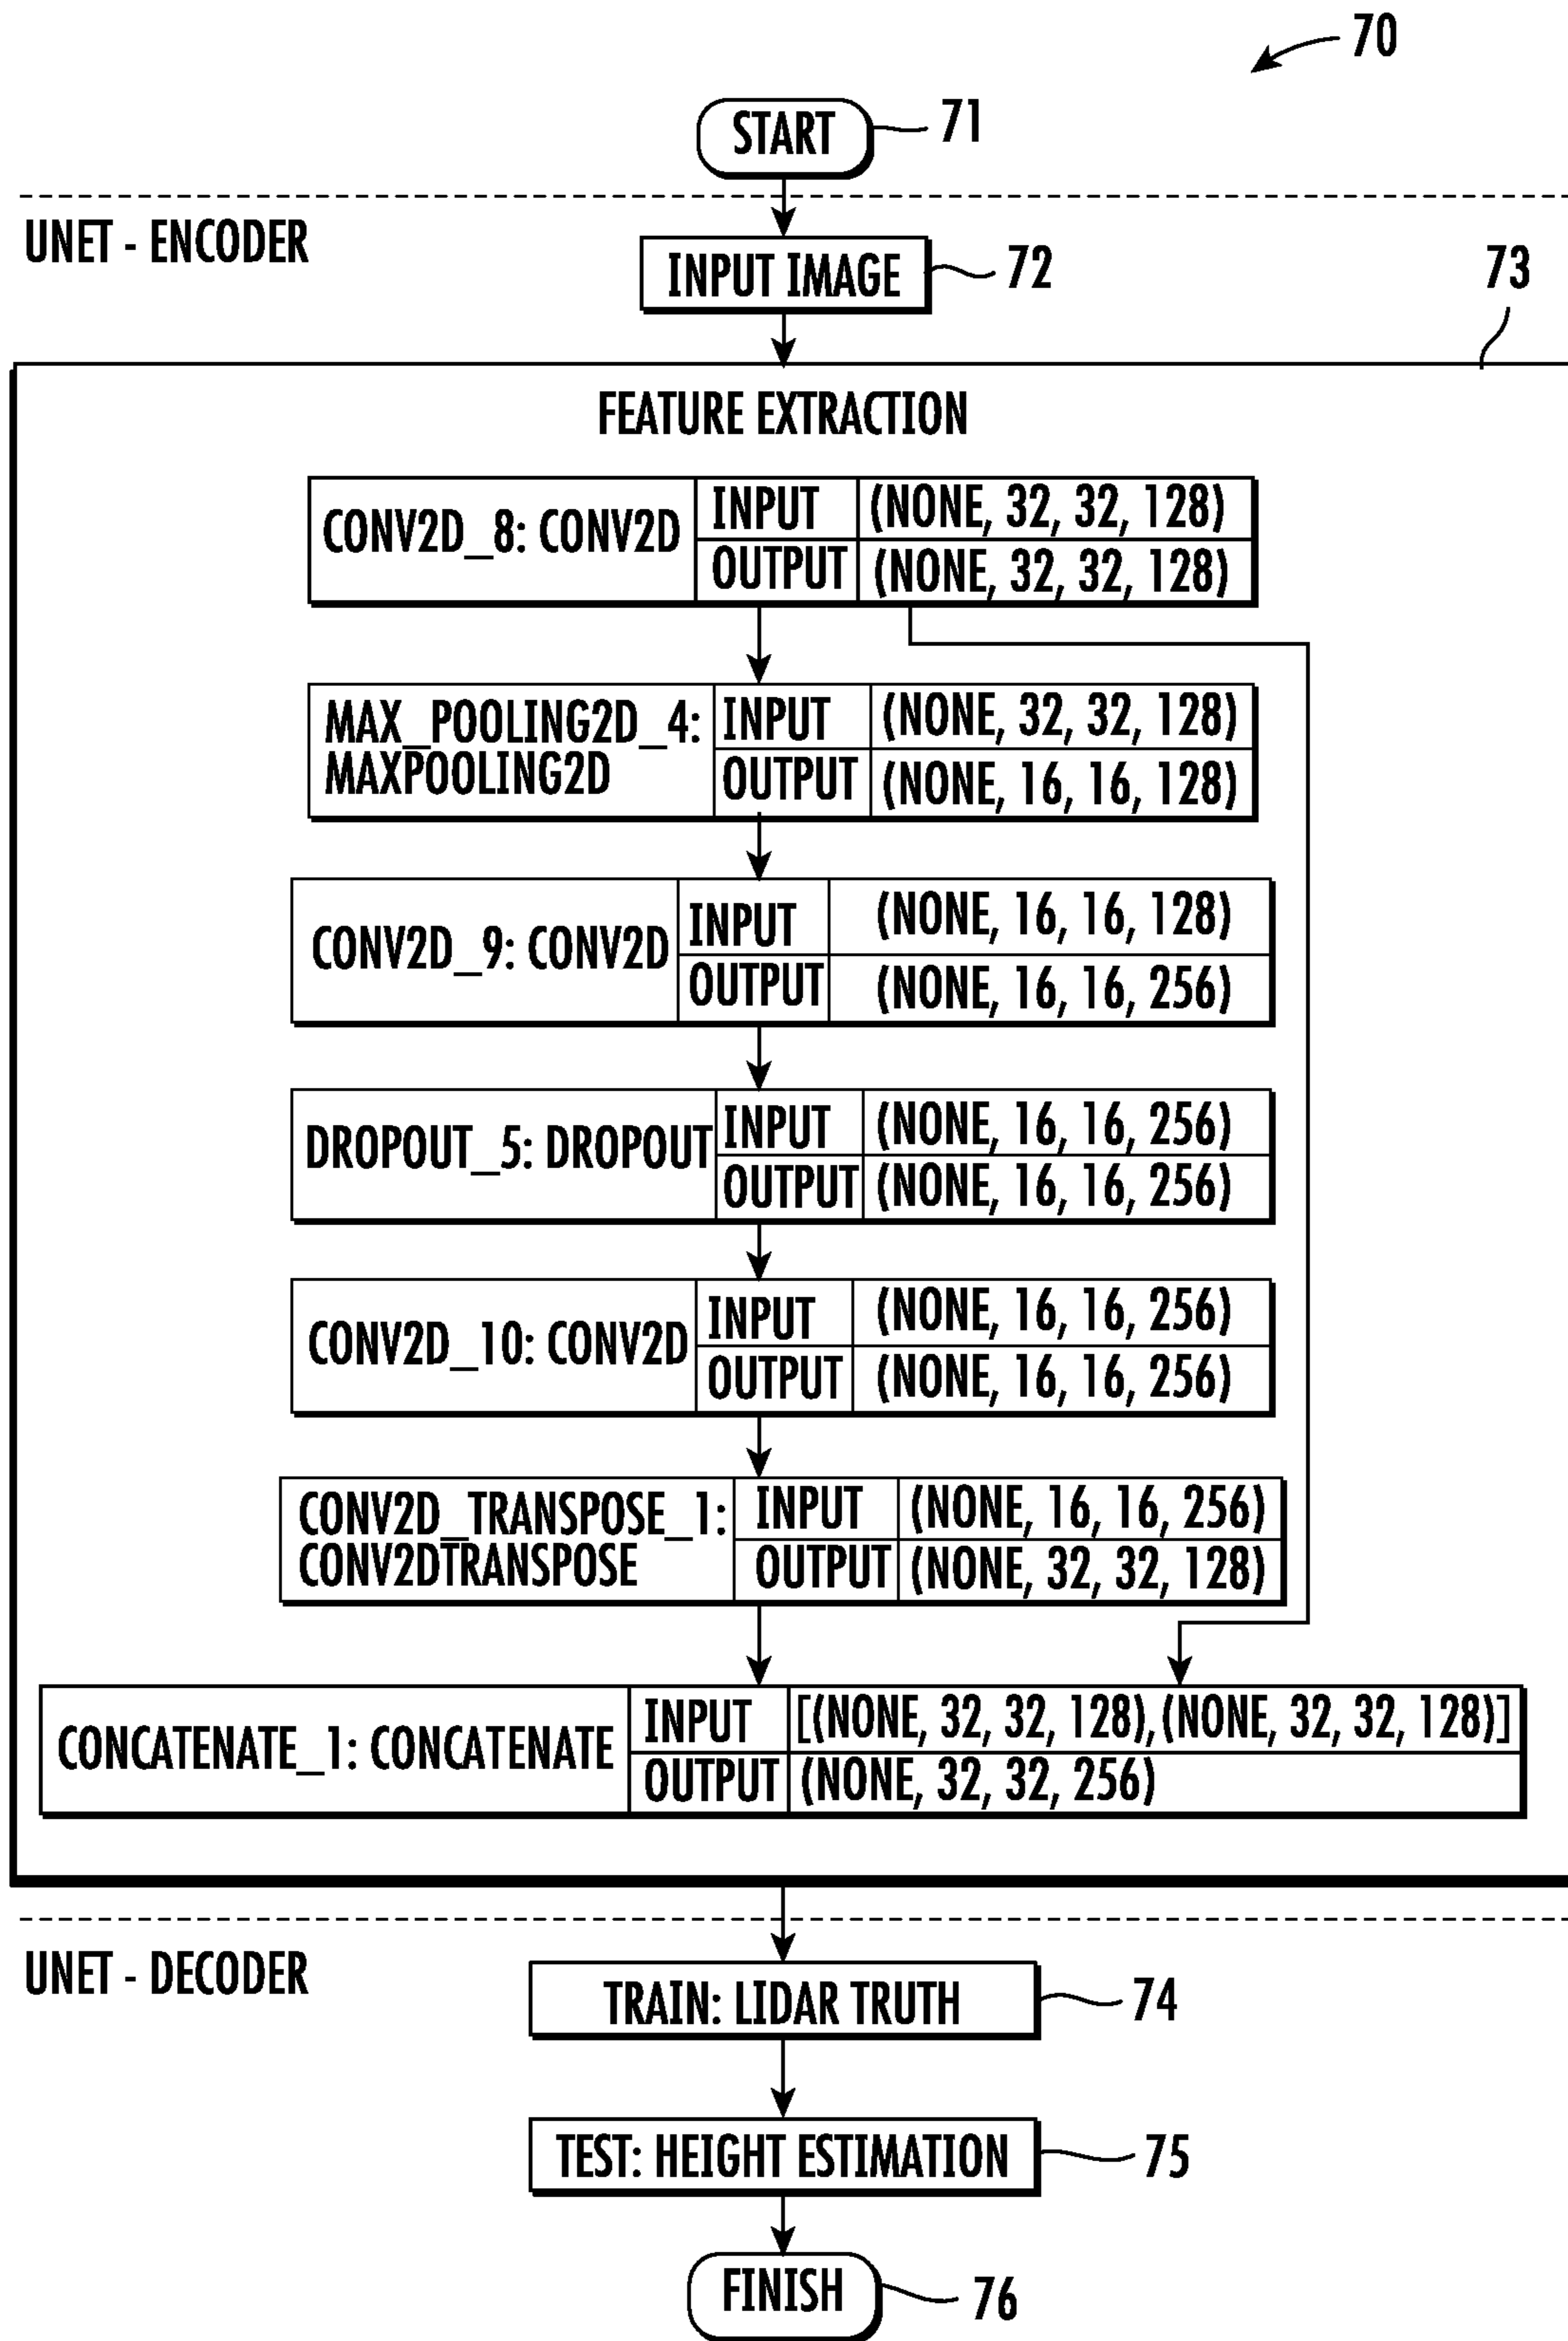 70
START
71
UNET - ENCODER
INPUT IMAGE
72
73
FEATURE EXTRACTION
CONV2D_8: CONV2D
INPUT
(NONE, 32, 32, 128)
OUTPUT
(NONE, 32, 32, 128)
MAX_POOLING2D_4:
MAXPOOLING2D
INPUT
(NONE, 32, 32, 128)
OUTPUT
(NONE, 16, 16, 128)
CONV2D_9: CONV2D
INPUT
(NONE, 16, 16, 128)
OUTPUT
(NONE, 16, 16, 256)
DROPOUT_5: DROPOUT
INPUT
(NONE, 16, 16, 256)
OUTPUT
(NONE, 16, 16, 256)
CONV2D_10: CONV2D
INPUT
(NONE, 16, 16, 256)
OUTPUT
(NONE, 16, 16, 256)
CONV2D_TRANSPOSE_1:
CONV2DTRANSPOSE
INPUT
(NONE, 16, 16, 256)
OUTPUT
(NONE, 32, 32, 128)
CONCATENATE_1: CONCATENATE
INPUT
[(NONE, 32, 32, 128),(NONE, 32, 32, 128)]
OUTPUT
(NONE, 32, 32, 256)
UNET - DECODER
TRAIN: LIDAR TRUTH
74
TEST: HEIGHT ESTIMATION
75
FINISH
76